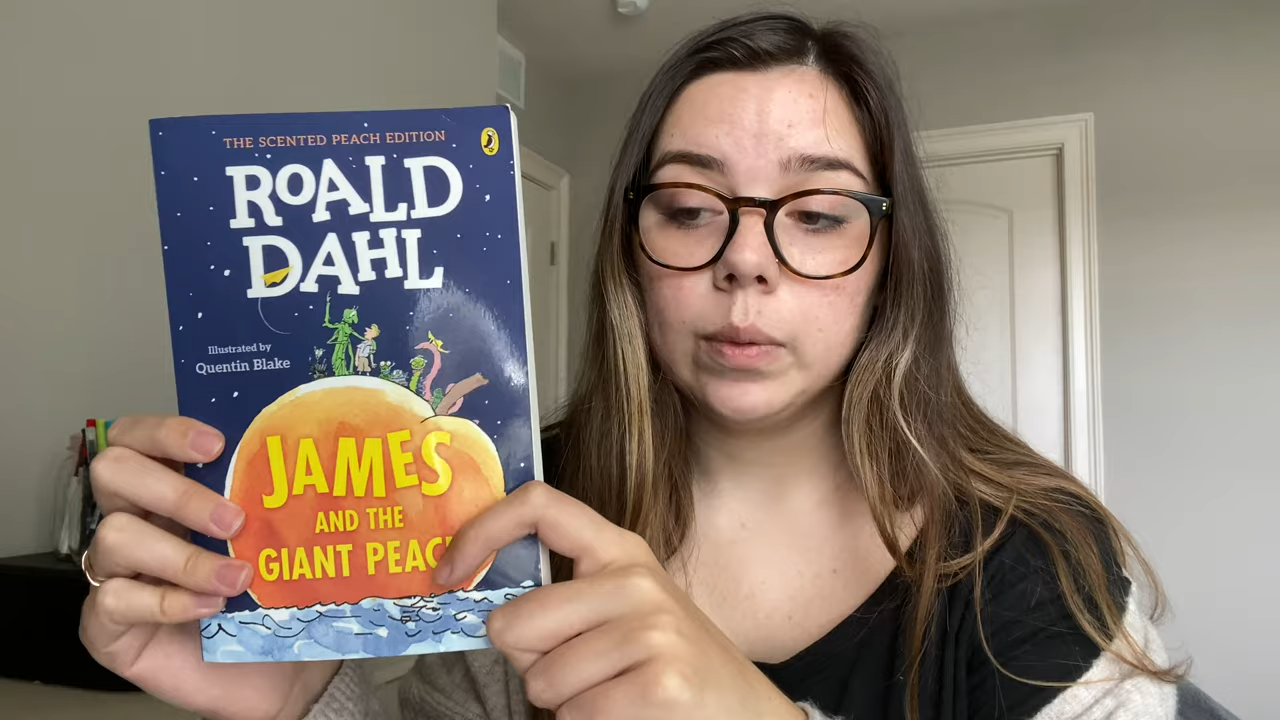 THE SCENTED PEACH EDITION
ROALD
DAHL
Illustrated by
Quentin Blake
JAMES
AND THE
GIANT PEAC